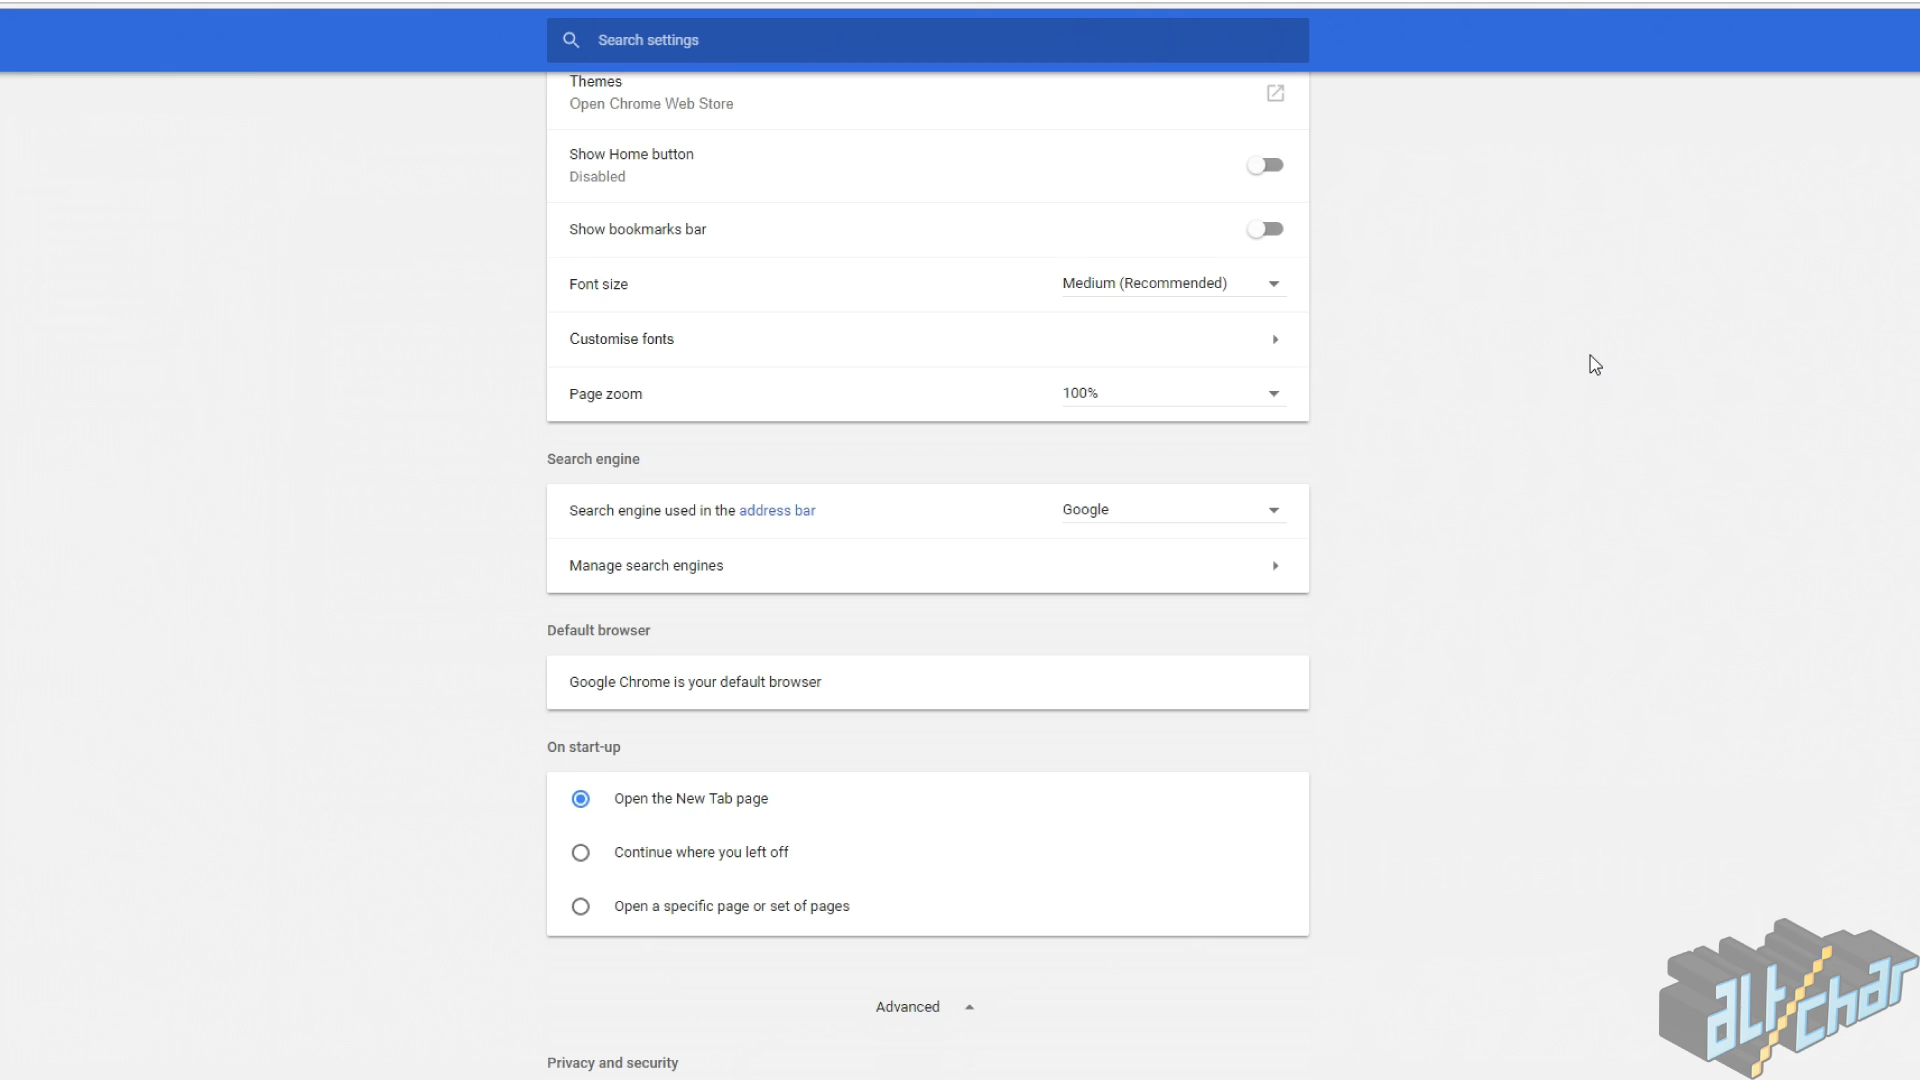 Search settings
Themes
Open Chrome Web Store
Show Home button
Disabled
Show bookmarks bar
Font size
Medium (Recommended)
Customise fonts
Page zoom
100%
Search engine
Search engine used in the address bar
Google
Manage search engines
Default browser
Google Chrome is your default browser
On start-up
Open the New Tab page
Continue where you left off
Open a specific page or set of pages
Advanced
Privacy and security
alt char